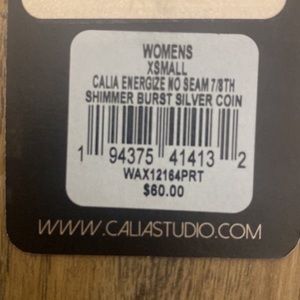 WOMENS
XSMALL
CALIA ENERGIZE NO SEAM 7/8TH
SHIMMER BURST SILVER COIN
1 94375 41413 2
WAX12164PRT
$60.00
WWW.CALIASTUDIO.COM